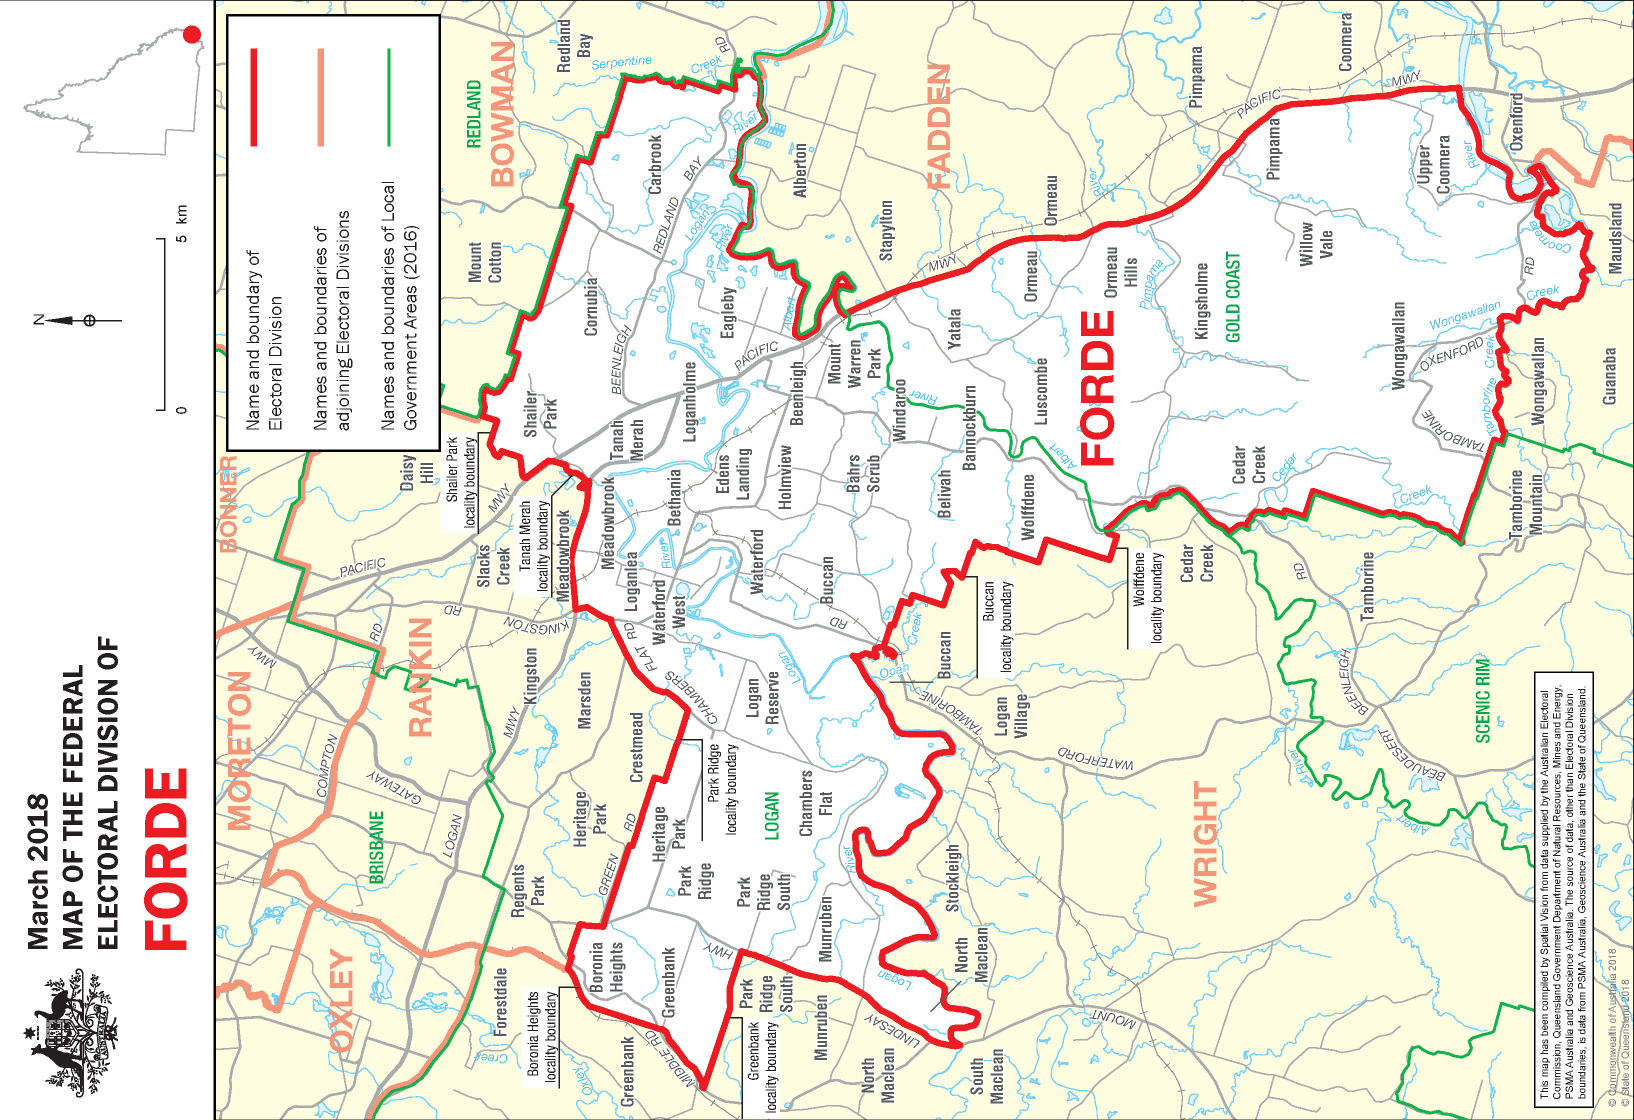 March 2018
MAP OF THE FEDERAL
ELECTORAL DIVISION OF
FORDE
N
0
5 km
Name and boundary of
Electoral Division
Names and boundaries of
adjoining Electoral Divisions
Names and boundaries of Local
Government Areas (2016)
BONNER
MORETON
OXLEY
RANKIN
BOWMAN
FADDEN
WRIGHT
FORDE
BRISBANE
REDLAND
LOGAN
GOLD COAST
SCENIC RIM
Redland
Bay
Serpentine
Creek
RD
Mount
Cotton
Carbrook
REDLAND
BAY
Cornubia
BEENLEIGH
Shailer
Park
Daisy
Hill
Shailer Park
locality boundary
MWY
PACIFIC
Slacks
Creek
Tanah Merah
locality boundary
Meadowbrook
Meadowbrook
Tanah
Merah
Loganholme
Eagleby
PACIFIC
Albert
River
Logan
River
Alberton
Stapylton
MWY
Ormeau
Ormeau
River
Ormeau
Hills
Pimpama
Pimpama
Pimpama
PACIFIC
MWY
Coomera
Upper
Coomera
River
Oxenford
Willow
Vale
Kingsholme
Coomera
RD
Maudsland
Creek
Wongawallan
Wongawallan
OXENFORD
TAMBORINE
Tamborine
Creek
Wongawallan
Guanaba
Mount
Warren
Park
Beenleigh
Windaroo
Yatala
River
Bannockburn
Luscombe
Albert
Edens
Landing
Holmview
Bahrs
Scrub
Belivah
Wolffdene
Cedar
Creek
Cedar
Creek
Tamborine
Mountain
Bethania
River
Loganlea
Waterford
West
Waterford
Buccan
RD
Creek
Buccan
Buccan
locality boundary
Wolffdene
locality boundary
Cedar
Creek
RD
Tamborine
BEENLEIGH
BEAUDESERT
Albert
River
KINGSTON
RD
RD
MWY
Kingston
Marsden
FLAT
RD
CHAMBERS
Logan
Reserve
Logan
Oban
TAMBORINE
Logan
Village
WATERFORD
MWY
COMPTON
GATEWAY
LOGAN
Crestmead
Park Ridge
locality boundary
Heritage
Park
Heritage
Park
RD
GREEN
Chambers
Flat
River
Regents
Park
Park
Ridge
Park
Ridge
South
Stockleigh
Munruben
HWY
Boronia
Heights
Greenbank
Park
Ridge
South
Munruben
North
Maclean
Logan
LINDESAY
MOUNT
Forestdale
Creek
Oxley
Boronia Heights
locality boundary
Greenbank
MIDDLE RD
Greenbank
locality boundary
North
Maclean
South
Maclean
This map has been compiled by Spatial Vision from data supplied by the Australian Electoral
Commission, Queensland Government Department of Natural Resources, Mines and Energy,
PSMA Australia and Geoscience Australia. The source of data, other than Electoral Division
boundaries, is data from PSMA Australia, Geoscience Australia and the State of Queensland.
© Commonwealth of Australia 2018
© State of Queensland 2018